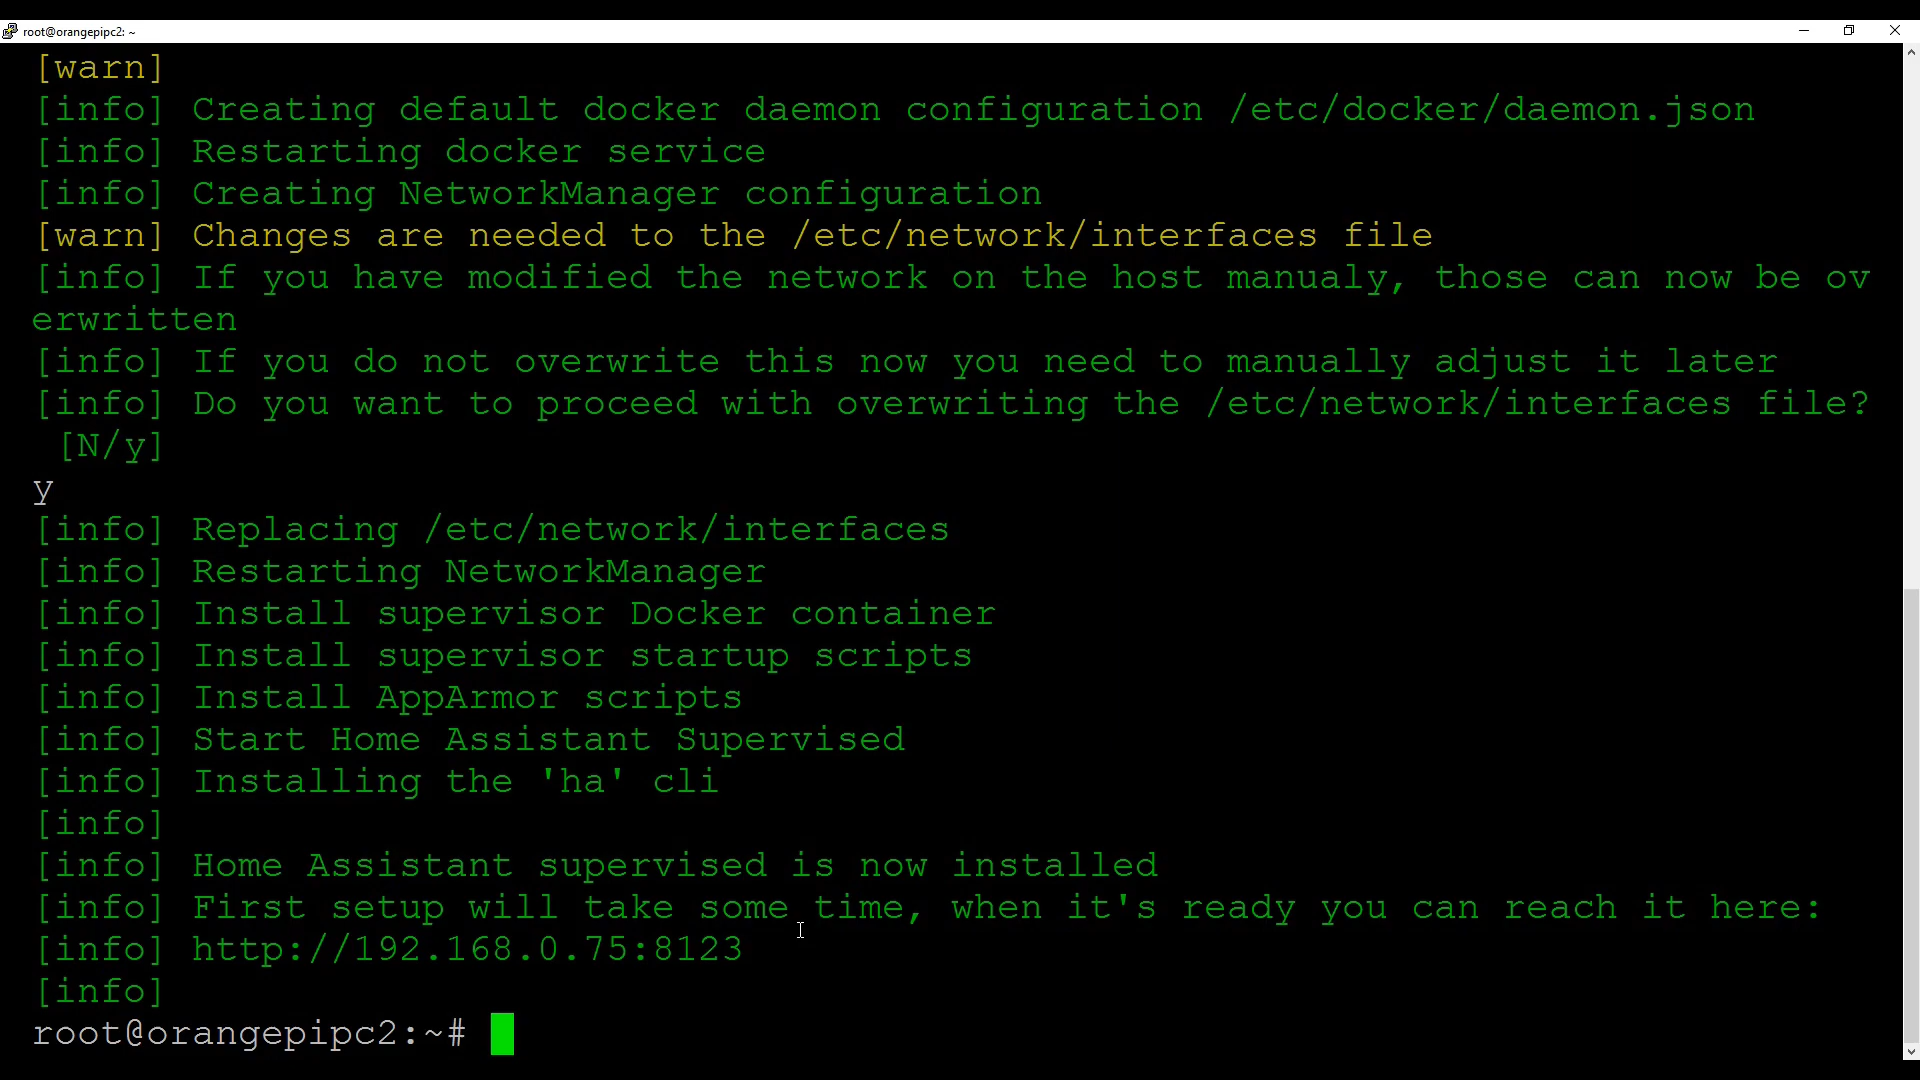 root@orangepipc2: ~
[warn]
[info] Creating default docker daemon configuration /etc/docker/daemon.json
[info] Restarting docker service
[info] Creating NetworkManager configuration
[warn] Changes are needed to the /etc/network/interfaces file
[info] If you have modified the network on the host manualy, those can now be ov
erwritten
[info] If you do not overwrite this now you need to manually adjust it later
[info] Do you want to proceed with overwriting the /etc/network/interfaces file?
 [N/y]
y
[info] Replacing /etc/network/interfaces
[info] Restarting NetworkManager
[info] Install supervisor Docker container
[info] Install supervisor startup scripts
[info] Install AppArmor scripts
[info] Start Home Assistant Supervised
[info] Installing the 'ha' cli
[info]
[info] Home Assistant supervised is now installed
[info] First setup will take some time, when it's ready you can reach it here:
[info] http://192.168.0.75:8123
[info]
root@orangepipc2:~#